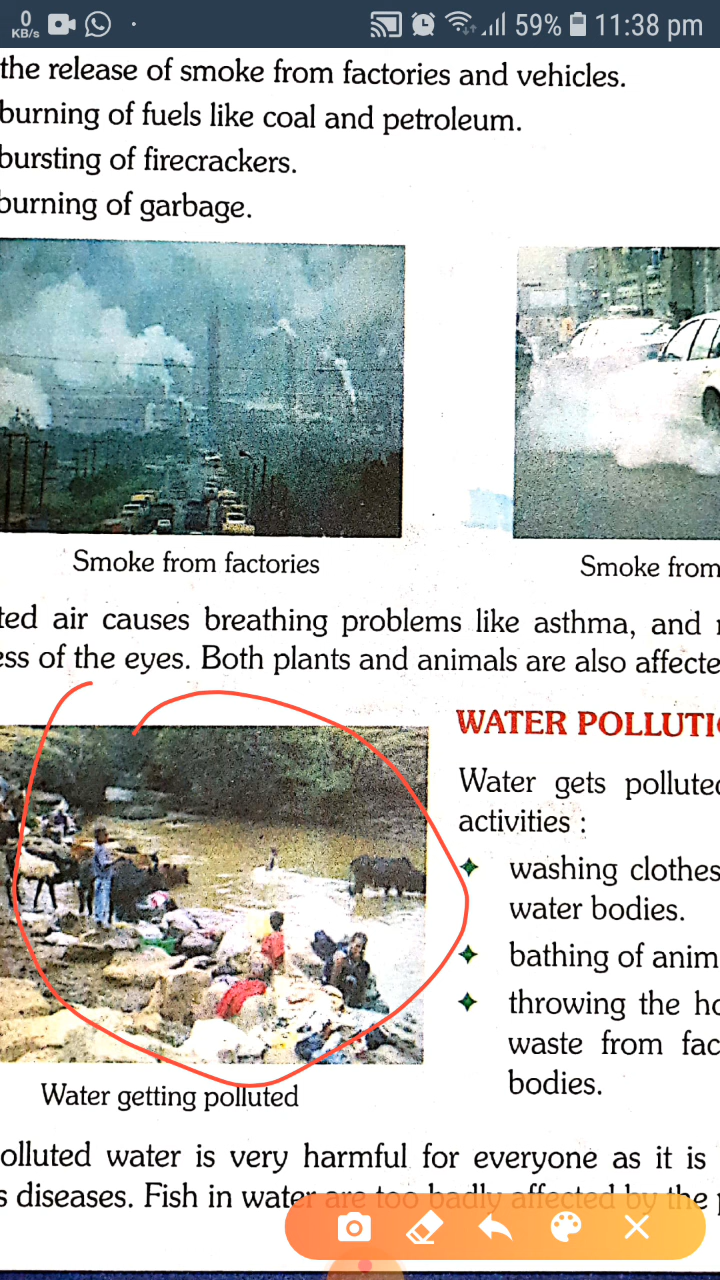 0
KB/s
59% 11:38 pm
the release of smoke from factories and vehicles.
burning of fuels like coal and petroleum.
bursting of firecrackers.
burning of garbage.
Smoke from factories
Smoke from
ted air causes breathing problems like asthma, and
ess of the eyes. Both plants and animals are also affecte
WATER POLLUTI
Water gets polluted
activities :
washing clothes
water bodies.
bathing of anim
throwing the ho
waste from fac
bodies.
Water getting polluted
olluted water is very harmful for everyone as it is
s diseases. Fish in water are too badly affected by the